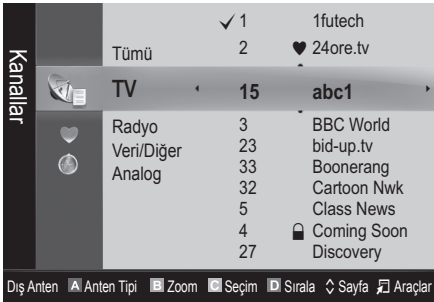 Kanallar
✓ 1 1futech
Tümü 2 ♥ 24ore.tv
TV 15 abc1
Radyo 3 BBC World
Veri/Diğer 23 bid-up.tv
Analog 33 Boonerang
32 Cartoon Nwk
5 Class News
4 Coming Soon
27 Discovery
Dış Anten A Anten Tipi B Zoom C Seçim D Sırala Sayfa Araçlar